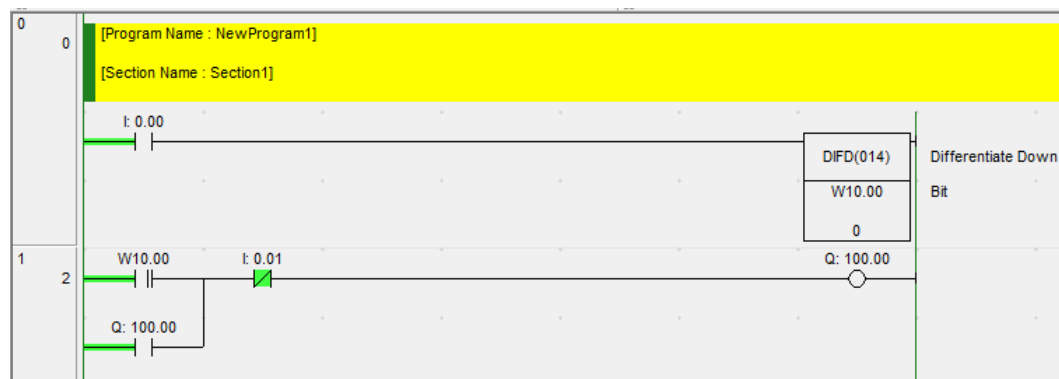 0
0
[Program Name : NewProgram1]
[Section Name : Section1]
I: 0.00
DIFD(014)
Differentiate Down
W10.00
Bit
0
1
2
W10.00
I: 0.01
Q: 100.00
Q: 100.00